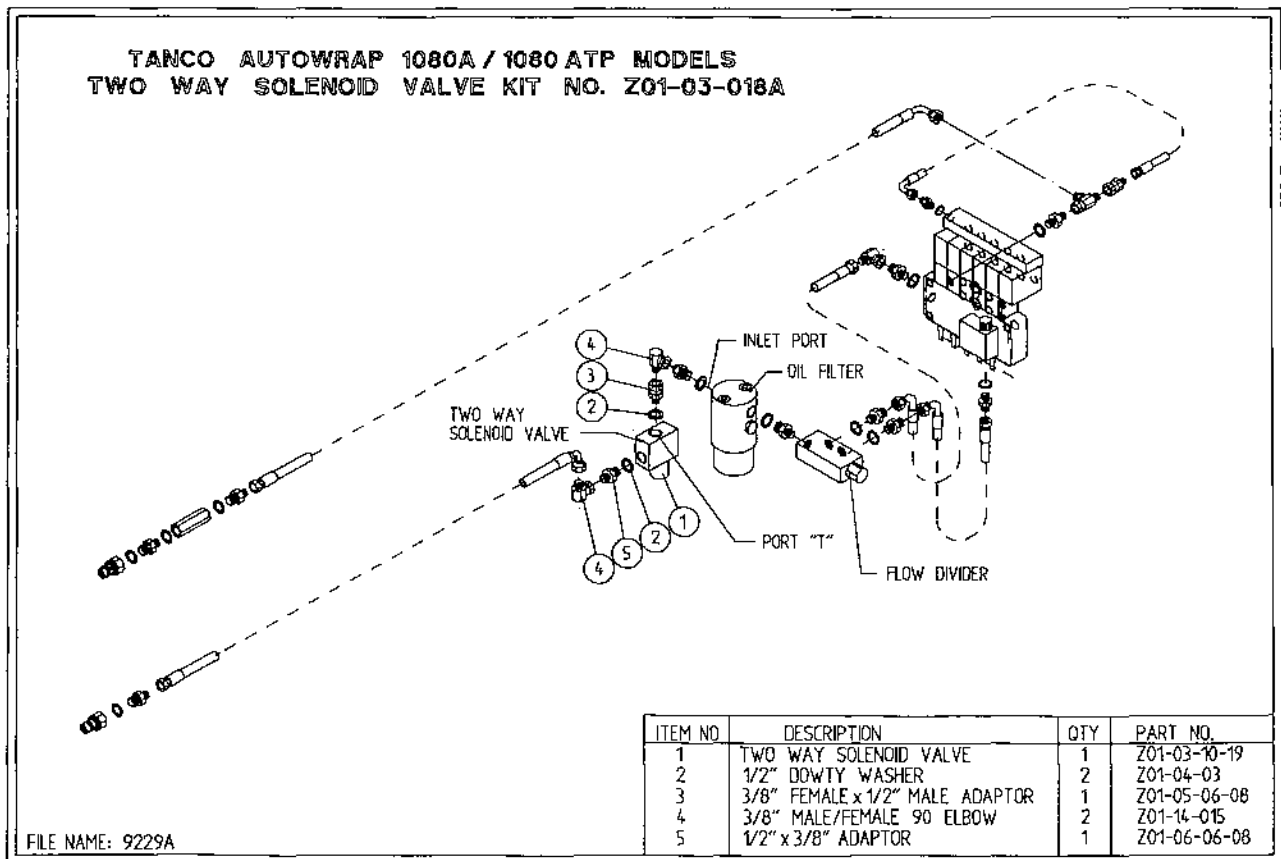 TANCO AUTOWRAP 1080A / 1080 ATP MODELS
TWO WAY SOLENOID VALVE KIT NO. Z01-03-018A
INLET PORT
OIL FILTER
4
3
2
TWO WAY
SOLENOID VALVE
1
2
5
4
PORT "T"
FLOW DIVIDER
ITEM NO DESCRIPTION QTY PART NO.
1 TWO WAY SOLENOID VALVE 1 Z01-03-10-19
2 1/2" DOWTY WASHER 2 Z01-04-03
3 3/8" FEMALE x 1/2" MALE ADAPTOR 1 Z01-05-06-08
4 3/8" MALE/FEMALE 90 ELBOW 2 Z01-14-015
5 1/2" x 3/8" ADAPTOR 1 Z01-06-06-08
FILE NAME: 9229A